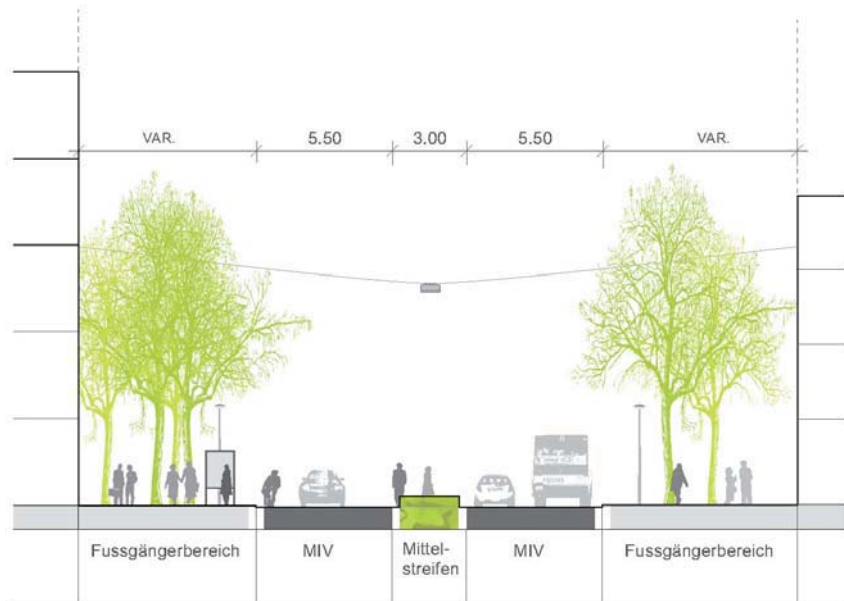 VAR. 5.50 3.00 5.50 VAR.
Fussgängerbereich MIV Mittel- MIV Fussgängerbereich
streifen